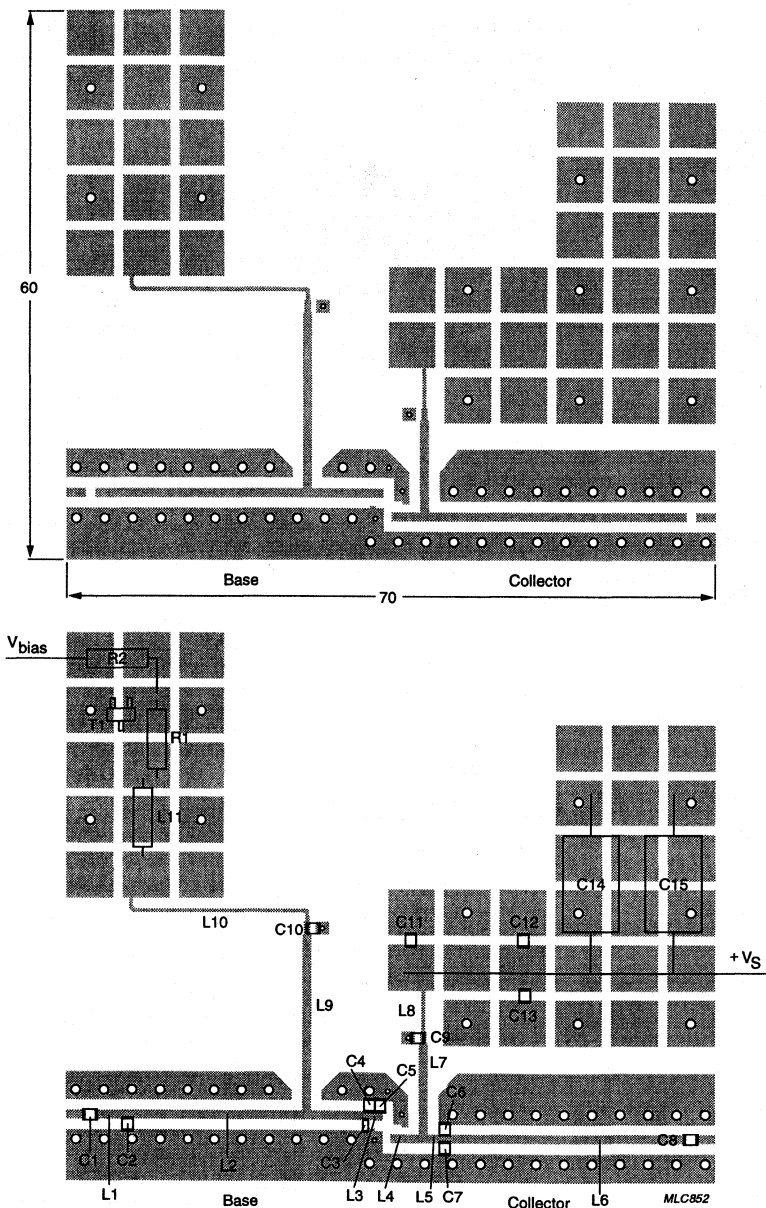 60
Base
Collector
70
V bias
R2
T1
R1
L11
C14
C15
L10
C10
C11
C12
+ VS
L9
L8
C13
C9
C4
C5
L7
C6
C1
C2
L2
C3
C8
L1
L3
L4
L5
C7
L6
Base
Collector
MLC852